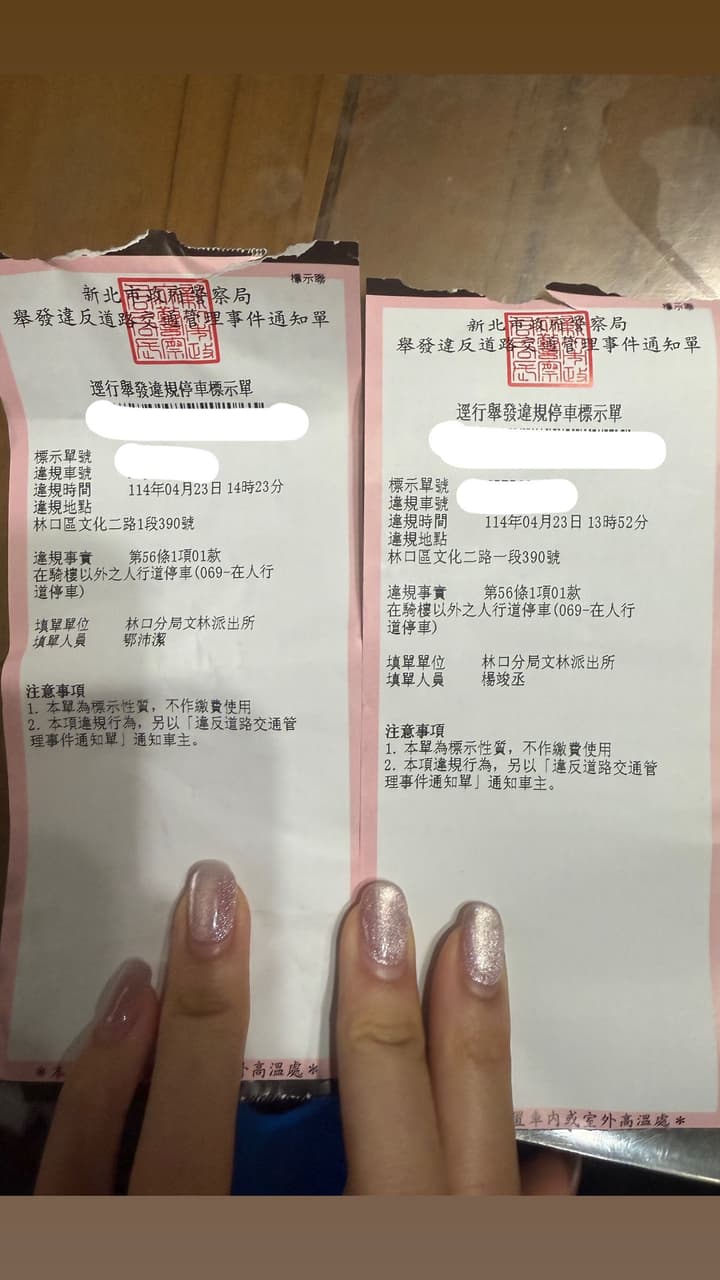 標示聯
新北市政府警察局
舉發違反道路交通管理事件通知單
逕行舉發違規停車標示單
標示單號
違規車號
違規時間 114年04月23日 14時23分
違規地點
林口區文化二路1段390號
違規事實 第56條1項01款
在騎樓以外之人行道停車(069-在人行
道停車)
填單單位 林口分局文林派出所
填單人員 鄂沛潔
注意事項
1. 本單為標示性質，不作繳費使用
2. 本項違規行為，另以「違反道路交通管
理事件通知單」通知車主。
＊本
外高溫處＊
標示聯
新北市政府警察局
舉發違反道路交通管理事件通知單
逕行舉發違規停車標示單
標示單號
違規車號
違規時間 114年04月23日 13時52分
違規地點
林口區文化二路一段390號
違規事實 第56條1項01款
在騎樓以外之人行道停車(069-在人行
道停車)
填單單位 林口分局文林派出所
填單人員 楊竣丞
注意事項
1. 本單為標示性質，不作繳費使用
2. 本項違規行為，另以「違反道路交通管
理事件通知單」通知車主。
置車內或室外高溫處＊